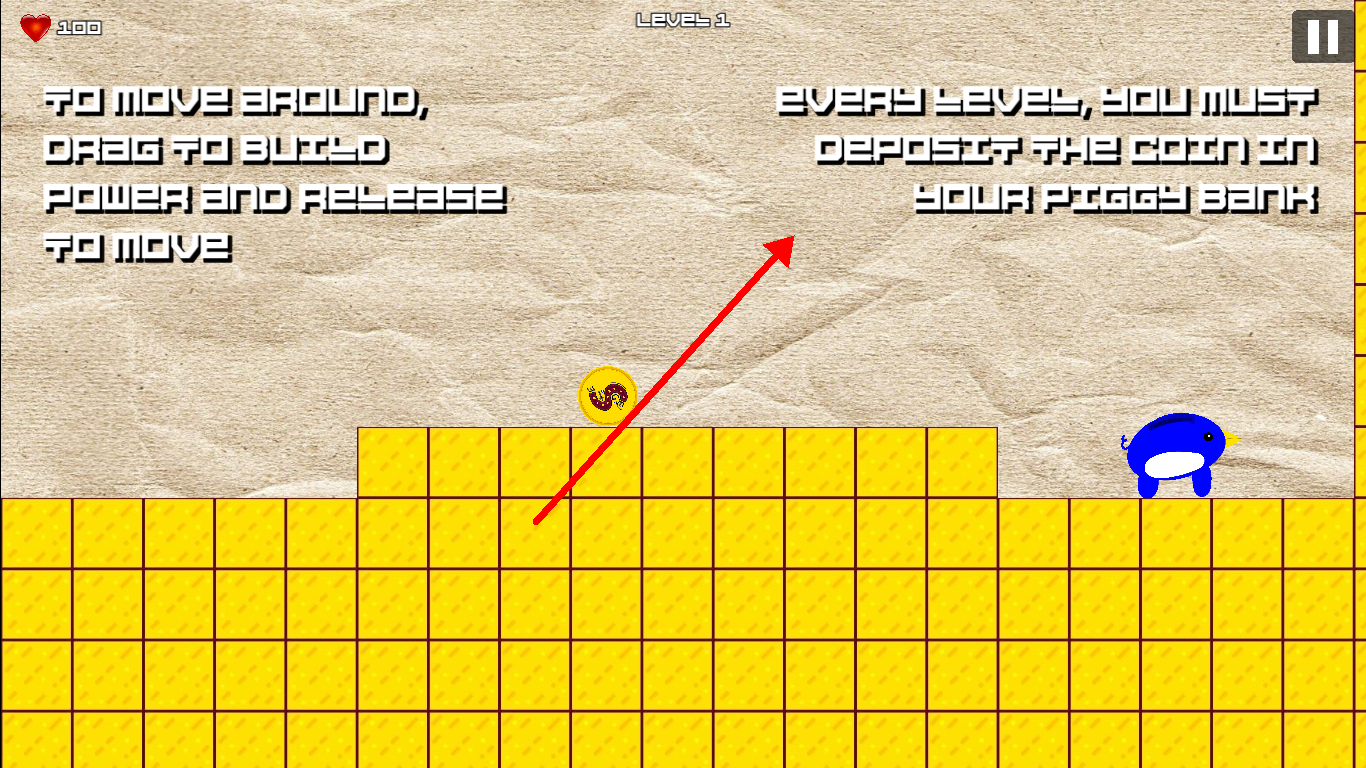 100
LEVEL 1
TO MOVE AROUND,
DRAG TO BUILD
POWER AND RELEASE
TO MOVE
EVERY LEVEL, YOU MUST
DEPOSIT THE COIN IN
YOUR PIGGY BANK